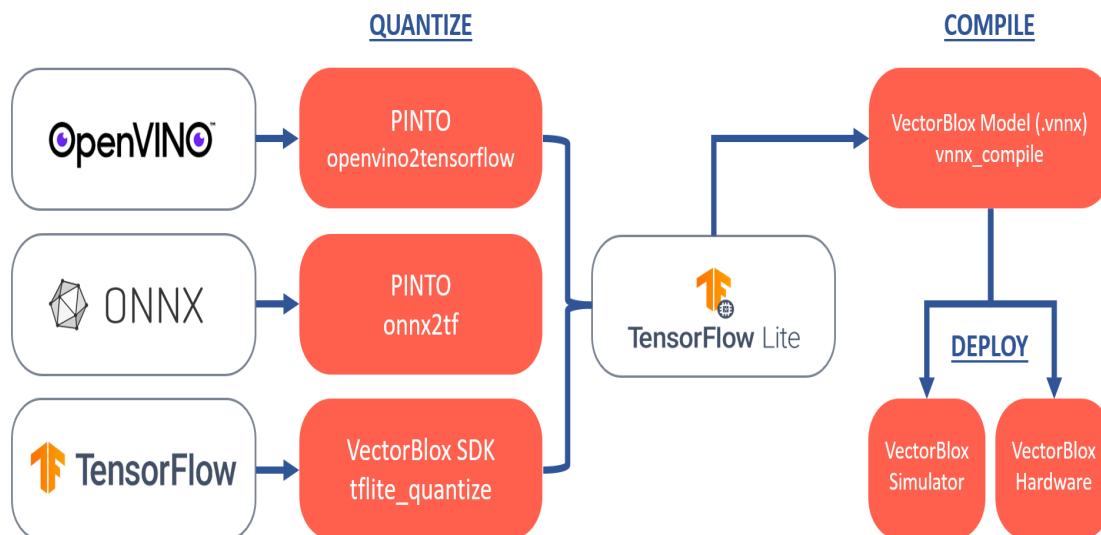 QUANTIZE
COMPILE
OpenVINO™
PINTO
openvino2tensorflow
VectorBlox Model (.vnnx)
vnnx_compile
ONNX
PINTO
onnx2tf
TensorFlow Lite
DEPLOY
TensorFlow
VectorBlox SDK
tflite_quantize
VectorBlox
Simulator
VectorBlox
Hardware